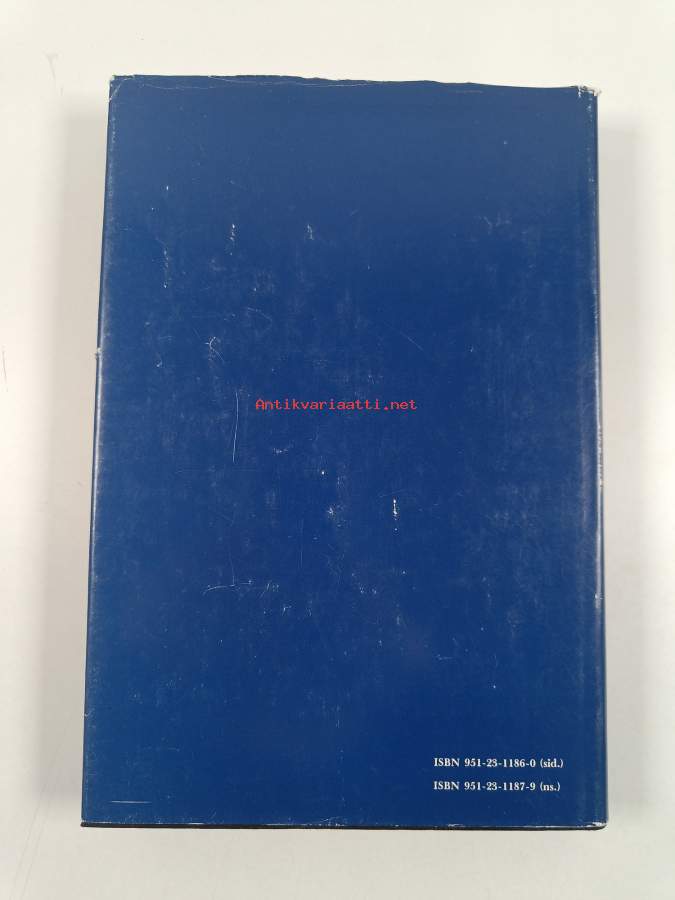 Antikvariaatti.net
ISBN 951-23-1186-0 (sid.)
ISBN 951-23-1187-9 (ns.)